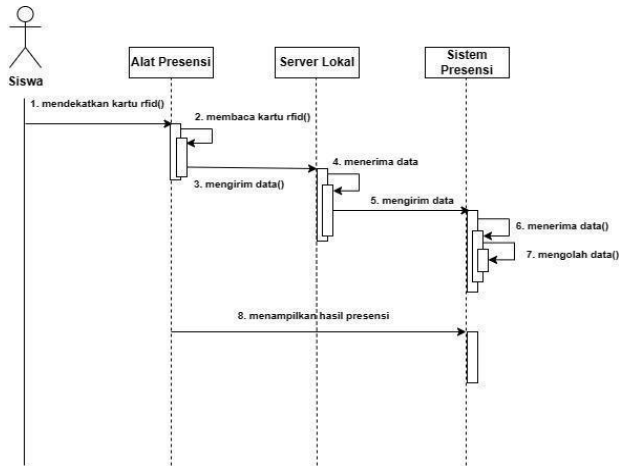 Siswa
Alat Presensi
Server Lokal
Sistem
Presensi
1. mendekatkan kartu rfid()
2. membaca kartu rfid()
3. mengirim data()
4. menerima data
5. mengirim data
6. menerima data()
7. mengolah data()
8. menampilkan hasil presensi